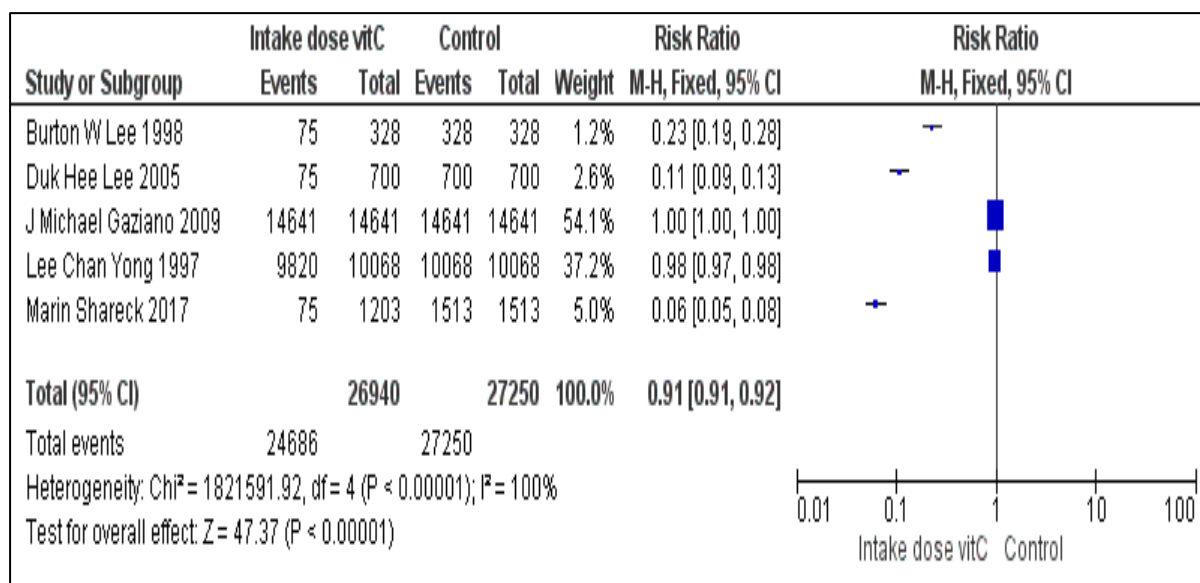 Intake dose vitC Control Risk Ratio Risk Ratio
Study or Subgroup Events Total Events Total Weight M-H, Fixed, 95% CI M-H, Fixed, 95% CI
Burton W Lee 1998 75 328 328 328 1.2% 0.23 [0.19, 0.28]
Duk Hee Lee 2005 75 700 700 700 2.6% 0.11 [0.09, 0.13]
J Michael Gaziano 2009 14641 14641 14641 14641 54.1% 1.00 [1.00, 1.00]
Lee Chan Yong 1997 9820 10068 10068 10068 37.2% 0.98 [0.97, 0.98]
Marin Shareck 2017 75 1203 1513 1513 5.0% 0.06 [0.05, 0.08]
Total (95% CI) 26940 27250 100.0% 0.91 [0.91, 0.92]
Total events 24686 27250
Heterogeneity: Chi² = 1821591.92, df = 4 (P < 0.00001); I² = 100%
Test for overall effect: Z = 47.37 (P < 0.00001)
0.01 0.1 1 10 100
Intake dose vitC Control